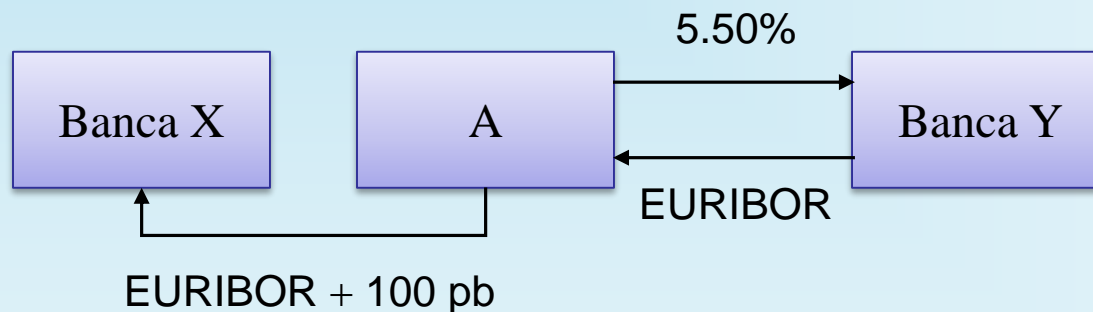 5.50%
Banca X
A
Banca Y
EURIBOR
EURIBOR + 100 pb